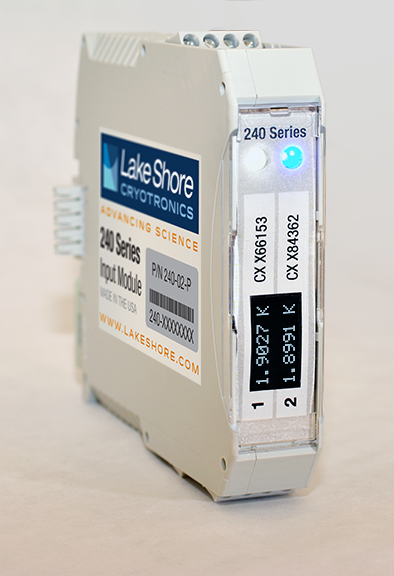 Lake Shore
CRYOTRONICS
ADVANCING SCIENCE
240 Series
Input Module
MADE IN THE USA
P/N 240-02-P
240-XXXXXXXX
WWW.LAKESHORE.COM
240 Series
1 1.9027 K CX X66153
2 1.8991 K CX X84362